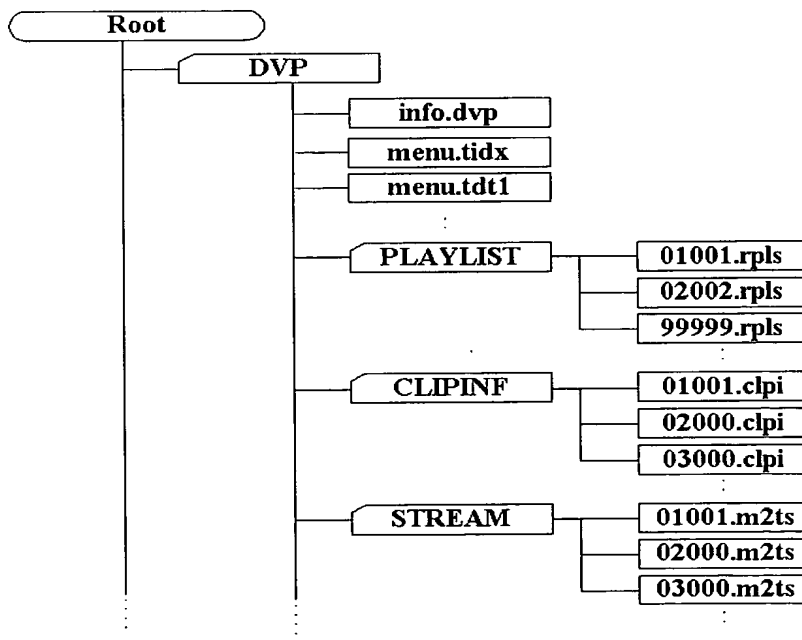 Root
DVP
info.dvp
menu.tidx
menu.tdt1
PLAYLIST
01001.rpls
02002.rpls
99999.rpls
CLIPINF
01001.clpi
02000.clpi
03000.clpi
STREAM
01001.m2ts
02000.m2ts
03000.m2ts